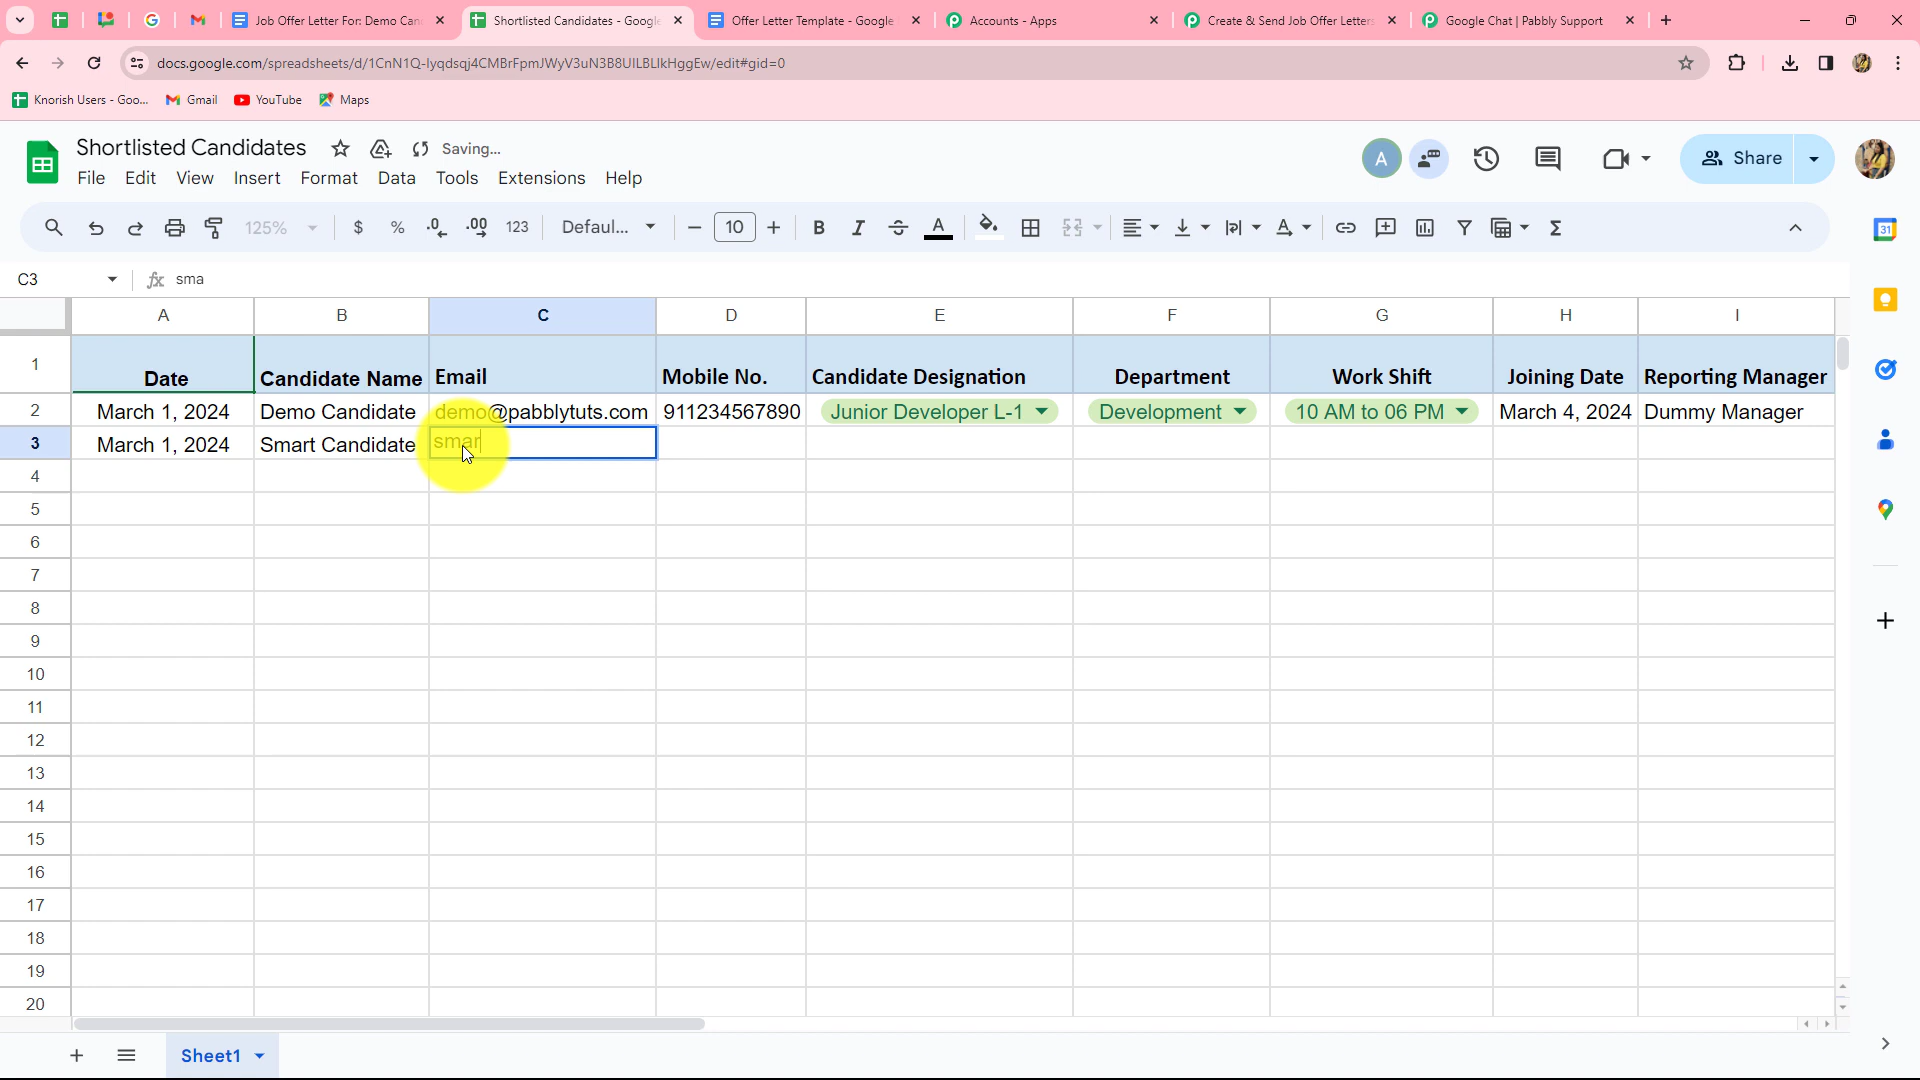 Job Offer Letter For: Demo Can
Shortlisted Candidates - Google
Offer Letter Template - Google
Accounts - Apps
Create & Send Job Offer Letters
Google Chat | Pabbly Support
docs.google.com/spreadsheets/d/1CnN1Q-lyqdsqj4CMBrFpmJWyV3uN3B8UlLBLlkHggEw/edit#gid=0
Knorish Users - Goo... Gmail YouTube Maps
Shortlisted Candidates Saving...
A
Share
File Edit View Insert Format Data Tools Extensions Help
125% $ % .0 .00 123 Defaul... 10 B I A
31
C3 fx sma
A B C D E F G H I
1 Date Candidate Name Email Mobile No. Candidate Designation Department Work Shift Joining Date Reporting Manager
2 March 1, 2024 Demo Candidate demo@pabblytuts.com 911234567890 Junior Developer L-1 Development 10 AM to 06 PM March 4, 2024 Dummy Manager
3 March 1, 2024 Smart Candidate smar
4
5
6
7
8
9
10
11
12
13
14
15
16
17
18
19
20
Sheet1